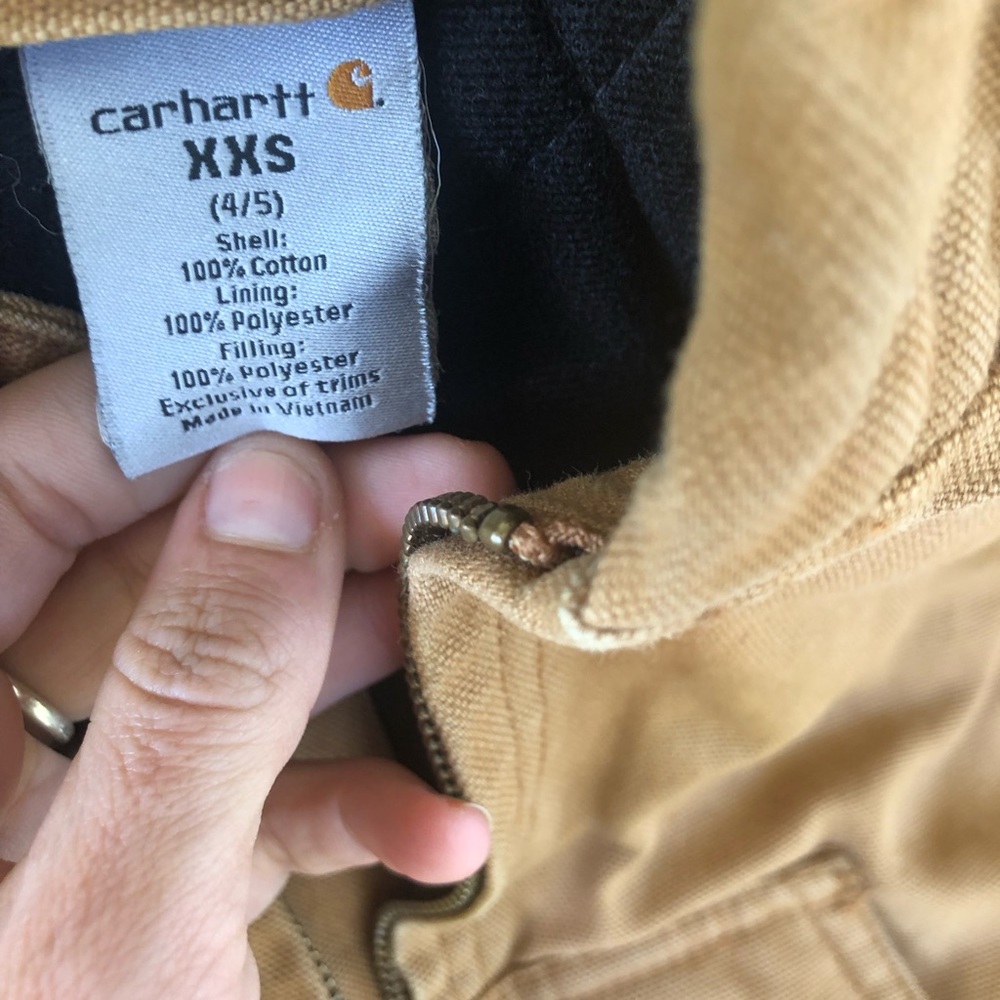 carhartt
XXS
(4/5)
Shell:
100% Cotton
Lining:
100% Polyester
Filling:
100% Polyester
Exclusive of trims
Made in Vietnam